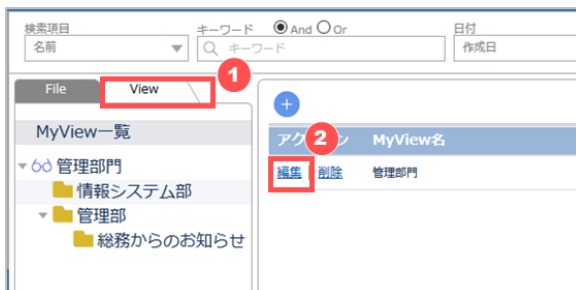 検索項目 キーワード And Or 日付
名前 キーワード 作成日
File View 1
MyView一覧
アク ン 2 MyView名
管理部門
編集 削除 管理部門
情報システム部
管理部
総務からのお知らせ